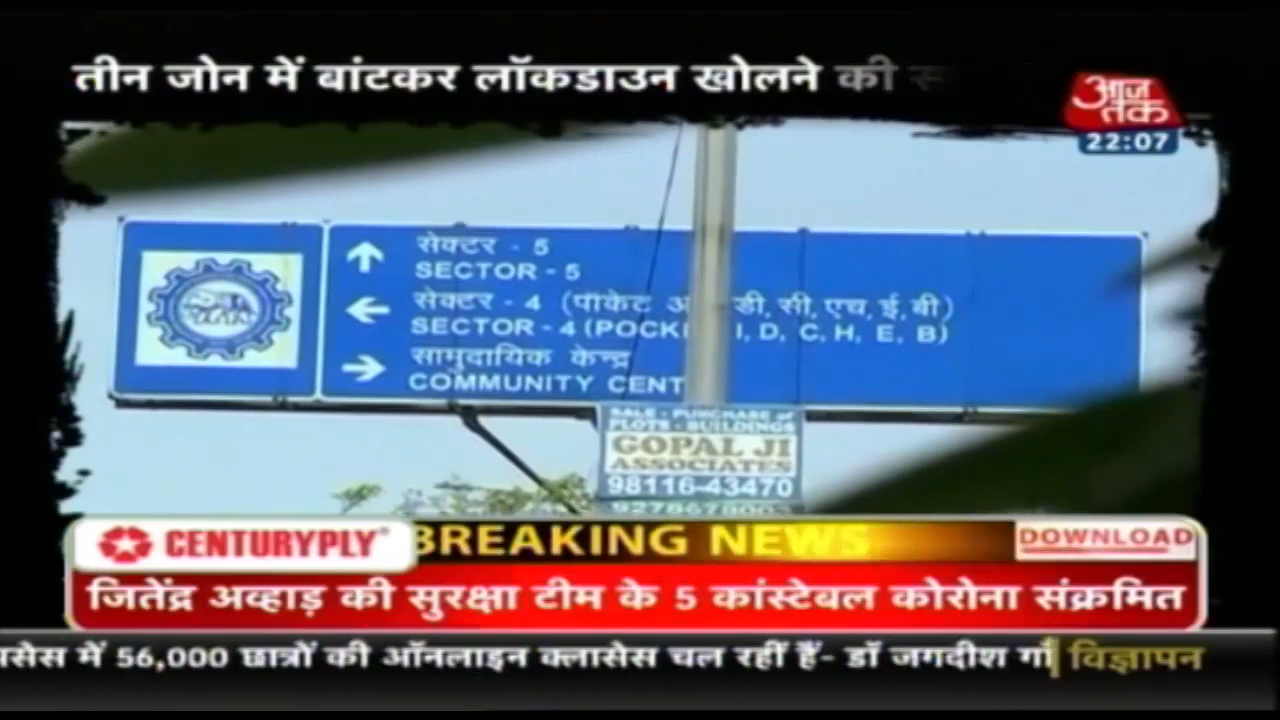 तीन जोन में बांटकर लॉकडाउन खोलने की
आज
तक
22:07
सेक्टर - 5
SECTOR - 5
सेक्टर - 4 (पॉकेट डी, सी, एच, ई, बी)
SECTOR - 4 (POCK I, D, C, H, E, B)
सामुदायिक केन्द्र
COMMUNITY CENT
SALE - PURCHASE of
PLOTS - BUILDINGS
GOPAL JI
ASSOCIATES
98116-43470
CENTURYPLY
BREAKING NEWS
DOWNLOAD
जितेंद्र अव्हाड़ की सुरक्षा टीम के 5 कांस्टेबल कोरोना संक्रमित
में 56,000 छात्रों की ऑनलाइन क्लासेस चल रहीं हैं- डॉ जगदीश
विज्ञापन